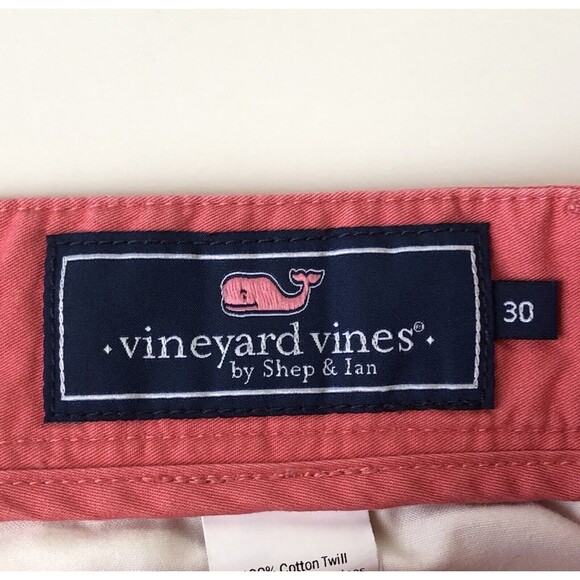 vineyard vines®
by Shep & Ian
30
Cotton Twill